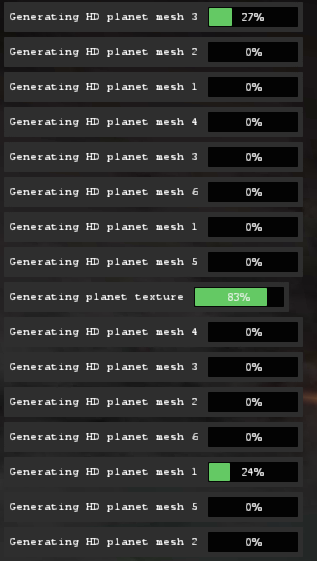 Generating HD planet mesh 3 27%
Generating HD planet mesh 2 0%
Generating HD planet mesh 1 0%
Generating HD planet mesh 4 0%
Generating HD planet mesh 3 0%
Generating HD planet mesh 6 0%
Generating HD planet mesh 1 0%
Generating HD planet mesh 5 0%
Generating planet texture 83%
Generating HD planet mesh 4 0%
Generating HD planet mesh 3 0%
Generating HD planet mesh 2 0%
Generating HD planet mesh 6 0%
Generating HD planet mesh 1 24%
Generating HD planet mesh 5 0%
Generating HD planet mesh 2 0%